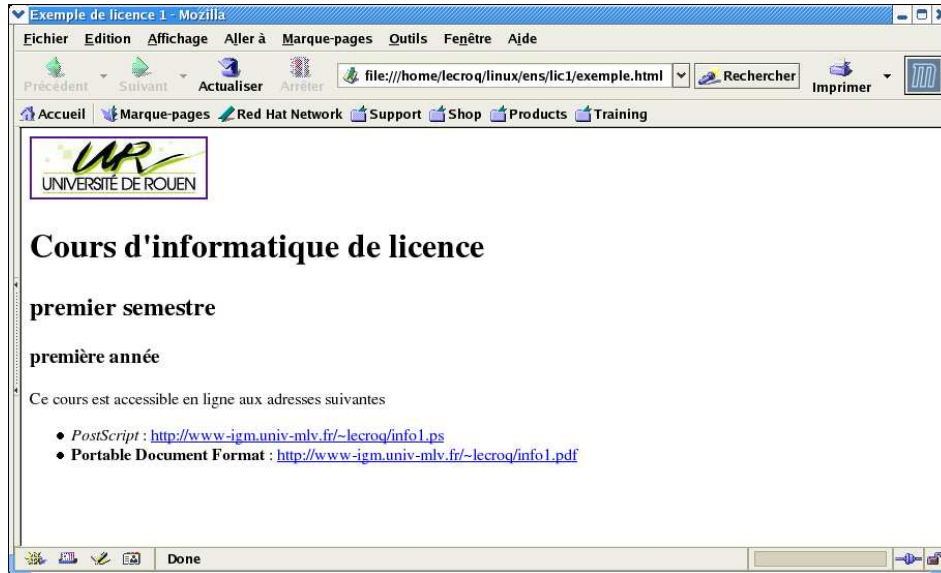 Exemple de licence 1 - Mozilla
Fichier Edition Affichage Aller à Marque-pages Outils Fenêtre Aide
Précédent Suivant Actualiser Arrêter file:///home/lecroq/linux/ens/lic1/exemple.html Rechercher Imprimer
Accueil Marque-pages Red Hat Network Support Shop Products Training
UNIVERSITÉ DE ROUEN
Cours d'informatique de licence
premier semestre
première année
Ce cours est accessible en ligne aux adresses suivantes
PostScript : http://www-igm.univ-mlv.fr/~lecroq/info1.ps
Portable Document Format : http://www-igm.univ-mlv.fr/~lecroq/info1.pdf
Done